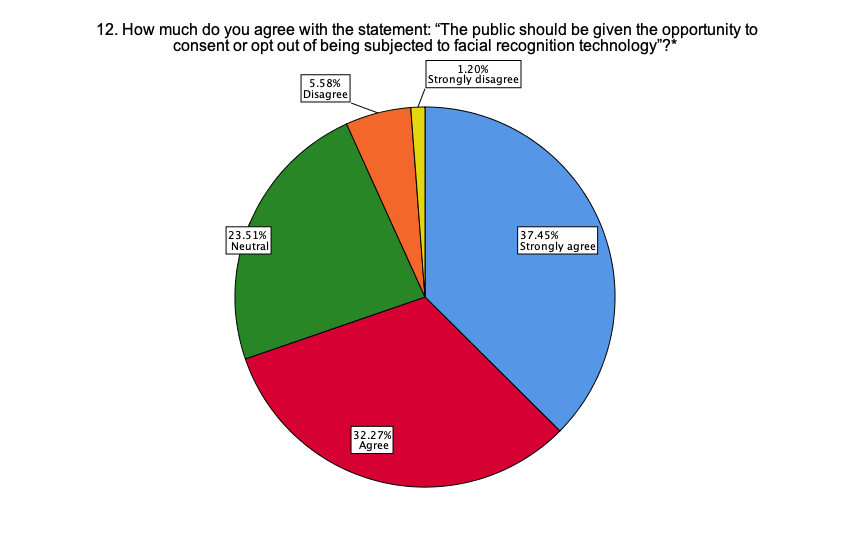 12. How much do you agree with the statement: “The public should be given the opportunity to
consent or opt out of being subjected to facial recognition technology”?*
1.20%
Strongly disagree
5.58%
Disagree
23.51%
Neutral
37.45%
Strongly agree
32.27%
Agree